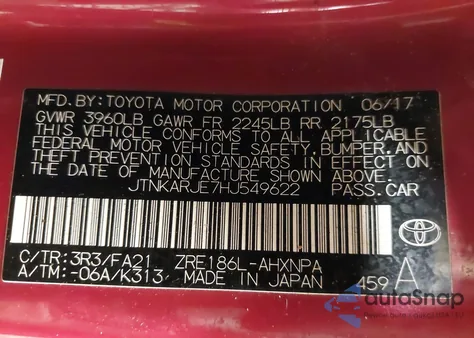 MFD. BY: TOYOTA MOTOR CORPORATION 06/17
GVWR 3960LB GAWR FR 2245LB RR 2175LB
THIS VEHICLE CONFORMS TO ALL APPLICABLE
FEDERAL MOTOR VEHICLE SAFETY, BUMPER, AND
THEFT PREVENTION STANDARDS IN EFFECT ON
THE DATE OF MANUFACTURE SHOWN ABOVE.
JTNKARJE7HJ549622 PASS.CAR
C/TR: 3R3/FA21 ZRE186L-AHXNPA
A/TM: -06A/K313 MADE IN JAPAN 459 A
TOYOTA
autoSnap